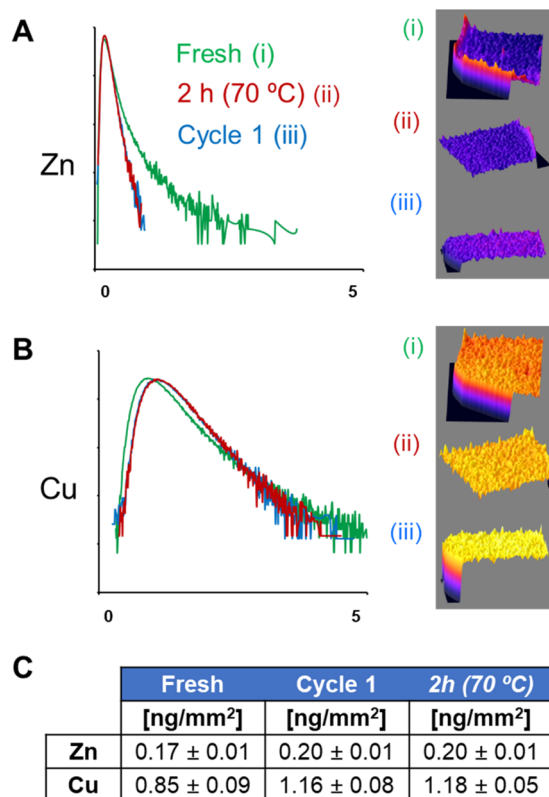 A
Fresh (i)
2 h (70 ºC) (ii)
Cycle 1 (iii)
Zn
0
5
(i)
(ii)
(iii)
B
Cu
0
5
(i)
(ii)
(iii)
C
Fresh Cycle 1 2h (70 ºC)
[ng/mm²] [ng/mm²] [ng/mm²]
Zn 0.17 ± 0.01 0.20 ± 0.01 0.20 ± 0.01
Cu 0.85 ± 0.09 1.16 ± 0.08 1.18 ± 0.05